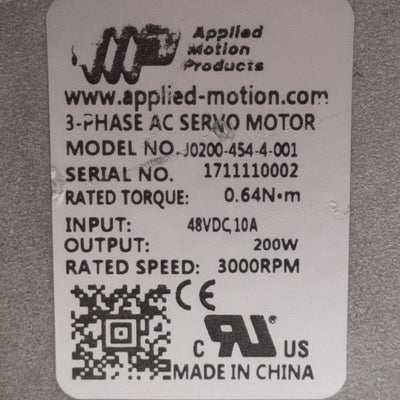 Applied
Motion
Products
www.applied-motion.com
3-PHASE AC SERVO MOTOR
MODEL NO. J0200-454-4-001
SERIAL NO. 1711110002
RATED TORQUE: 0.64N•m
INPUT: 48VDC, 10A
OUTPUT: 200W
RATED SPEED: 3000RPM
CE
C RU US
MADE IN CHINA